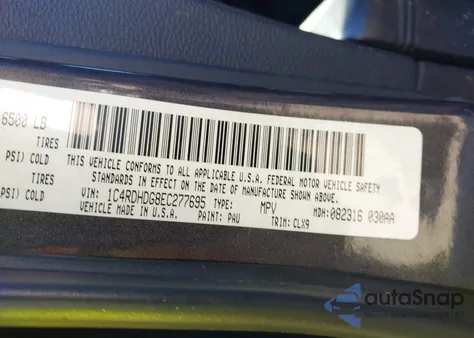 6500 LB
TIRES
PSI) COLD
TIRES
PSI) COLD
THIS VEHICLE CONFORMS TO ALL APPLICABLE U.S.A. FEDERAL MOTOR VEHICLE SAFETY
STANDARDS IN EFFECT ON THE DATE OF MANUFACTURE SHOWN ABOVE.
VIN: 1C4RDHDG8EC277695 TYPE: MPV MDH: 082316 030AA
VEHICLE MADE IN U.S.A. PAINT: PAU TRIM: CLX9
autoSnap